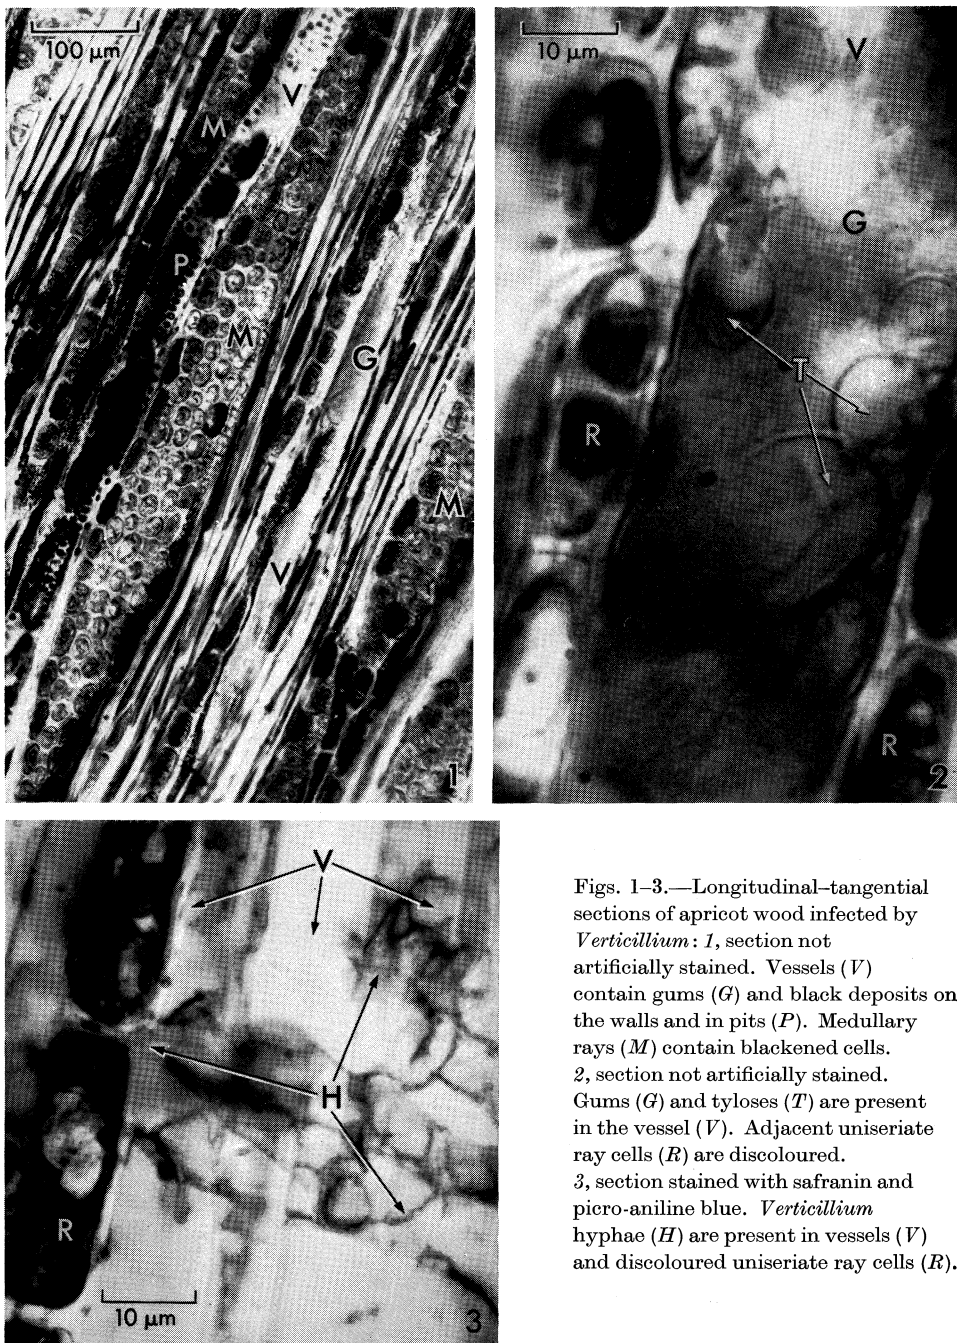 100 μm
V
M
P
M
G
M
V
1
10 μm
V
G
T
R
R
2
V
H
R
10 μm
3
Figs. 1–3.—Longitudinal–tangential
sections of apricot wood infected by
Verticillium: 1, section not
artificially stained. Vessels (V)
contain gums (G) and black deposits on
the walls and in pits (P). Medullary
rays (M) contain blackened cells.
2, section not artificially stained.
Gums (G) and tyloses (T) are present
in the vessel (V). Adjacent uniseriate
ray cells (R) are discoloured.
3, section stained with safranin and
picro-aniline blue. Verticillium
hyphae (H) are present in vessels (V)
and discoloured uniseriate ray cells (R).